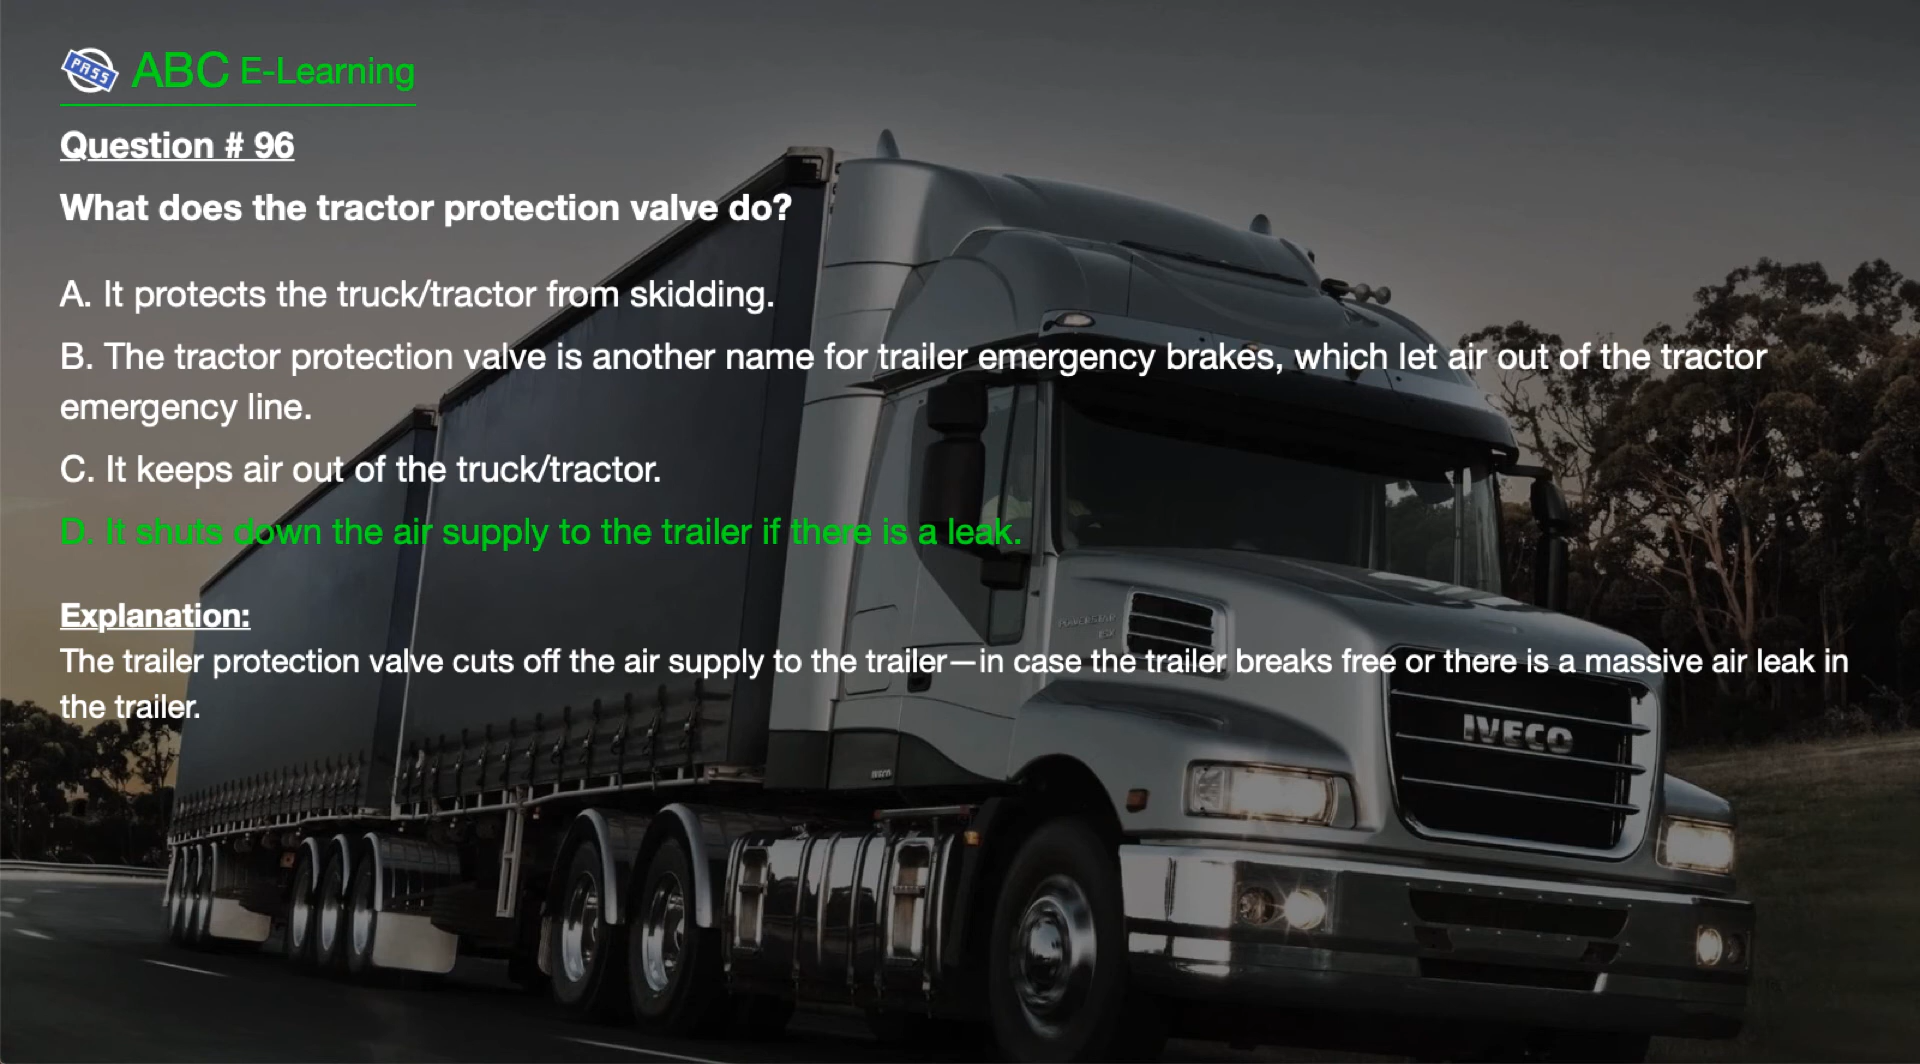 PASS ABC E-Learning
Question # 96
What does the tractor protection valve do?
A. It protects the truck/tractor from skidding.
B. The tractor protection valve is another name for trailer emergency brakes, which let air out of the tractor
emergency line.
C. It keeps air out of the truck/tractor.
D. It shuts down the air supply to the trailer if there is a leak.
Explanation:
The trailer protection valve cuts off the air supply to the trailer—in case the trailer breaks free or there is a massive air leak in
the trailer.
POWERSTAR
IVECO
IVECO